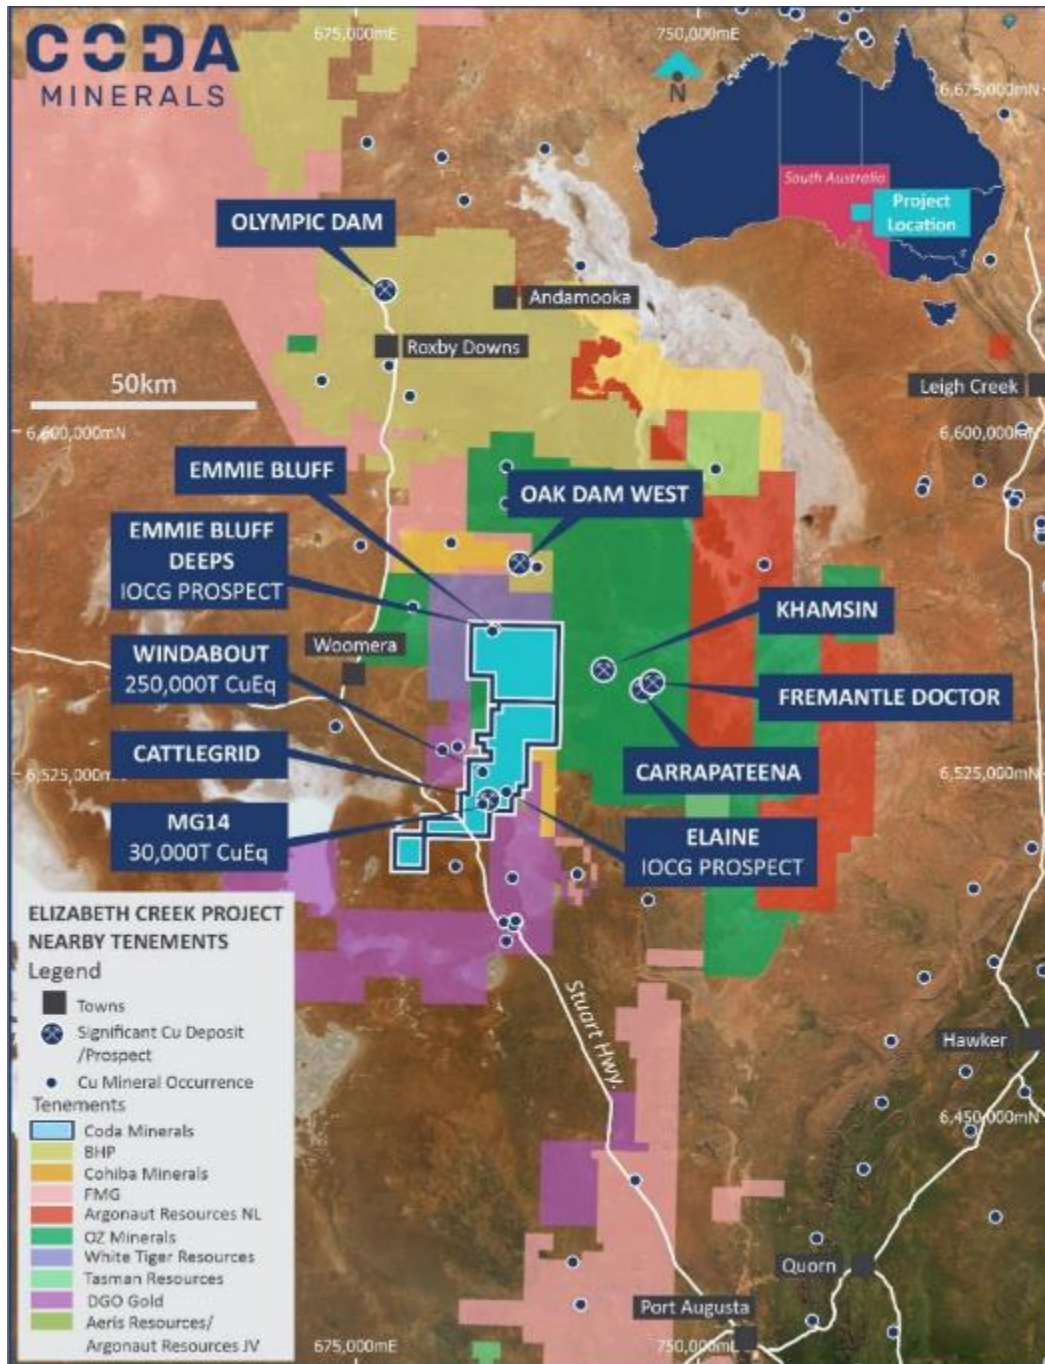 CODA
MINERALS
675,000mE
750,000mE
N
6,675,000mN
South Australia
Project
Location
OLYMPIC DAM
Andamooka
Roxby Downs
50km
Leigh Creek
6,600,000mN
6,600,000mN
EMMIE BLUFF
OAK DAM WEST
EMMIE BLUFF
DEEPS
IOCG PROSPECT
KHAMSIN
Woomera
WINDABOUT
250,000T CuEq
FREMANTLE DOCTOR
CATTLEGRID
CARRAPATEENA
6,525,000mN
6,525,000mN
MG14
30,000T CuEq
ELAINE
IOCG PROSPECT
ELIZABETH CREEK PROJECT
NEARBY TENEMENTS
Legend
Towns
Significant Cu Deposit
/Prospect
Cu Mineral Occurrence
Tenements
Coda Minerals
BHP
Cohiba Minerals
FMG
Argonaut Resources NL
OZ Minerals
White Tiger Resources
Tasman Resources
DGO Gold
Aeris Resources/
Argonaut Resources JV
Stuart Hwy.
Hawker
6,450,000mN
Quorn
Port Augusta
675,000mE
750,000mE